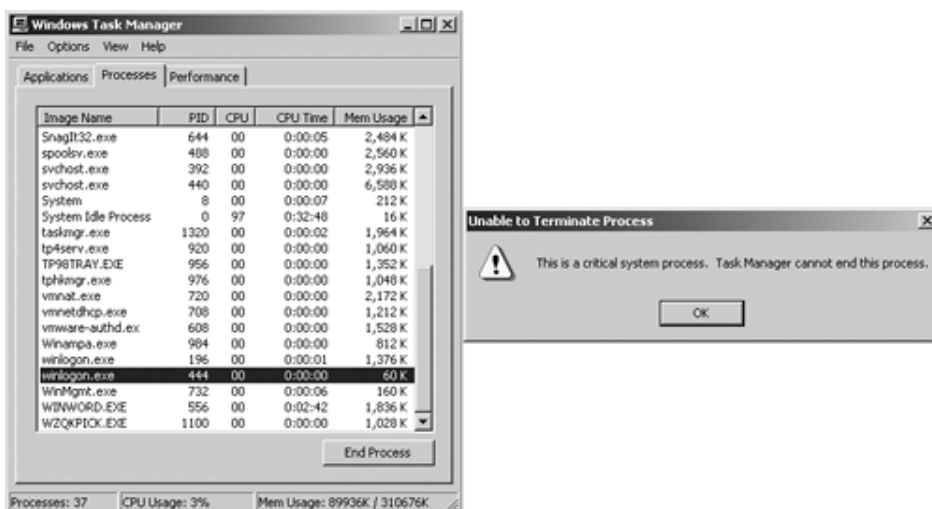 Windows Task Manager
File Options View Help
Applications Processes Performance
Image Name PID CPU CPU Time Mem Usage
SnagIt32.exe 644 00 0:00:05 2,484 K
spoolsv.exe 488 00 0:00:00 2,560 K
svchost.exe 392 00 0:00:00 2,936 K
svchost.exe 440 00 0:00:00 6,588 K
System 8 00 0:00:07 212 K
System Idle Process 0 97 0:32:48 16 K
taskmgr.exe 1320 00 0:00:02 1,964 K
tp4serv.exe 920 00 0:00:00 1,060 K
TP98TRAY.EXE 956 00 0:00:00 1,352 K
tphkmgr.exe 976 00 0:00:00 1,048 K
vmnat.exe 720 00 0:00:00 2,172 K
vmnetdhcp.exe 708 00 0:00:00 1,212 K
vmware-authd.ex 608 00 0:00:00 1,528 K
Winampa.exe 984 00 0:00:00 812 K
winlogon.exe 196 00 0:00:01 1,376 K
winlogon.exe 444 00 0:00:00 60 K
WinMgmt.exe 732 00 0:00:06 160 K
WINWORD.EXE 556 00 0:02:42 1,836 K
WZQKPICK.EXE 1100 00 0:00:00 1,028 K
End Process
Processes: 37 CPU Usage: 3% Mem Usage: 89936K / 310676K
Unable to Terminate Process
This is a critical system process. Task Manager cannot end this process.
OK